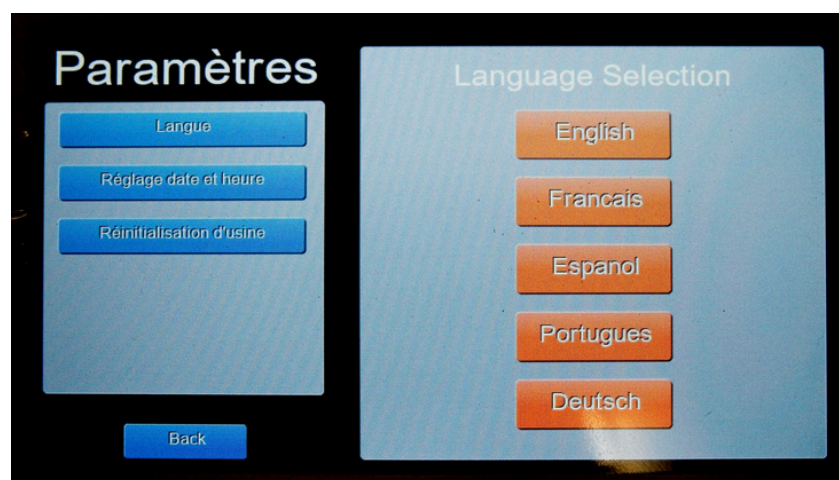 Paramètres
Langue
Réglage date et heure
Réinitialisation d'usine
Back
Language Selection
English
Francais
Espanol
Portugues
Deutsch